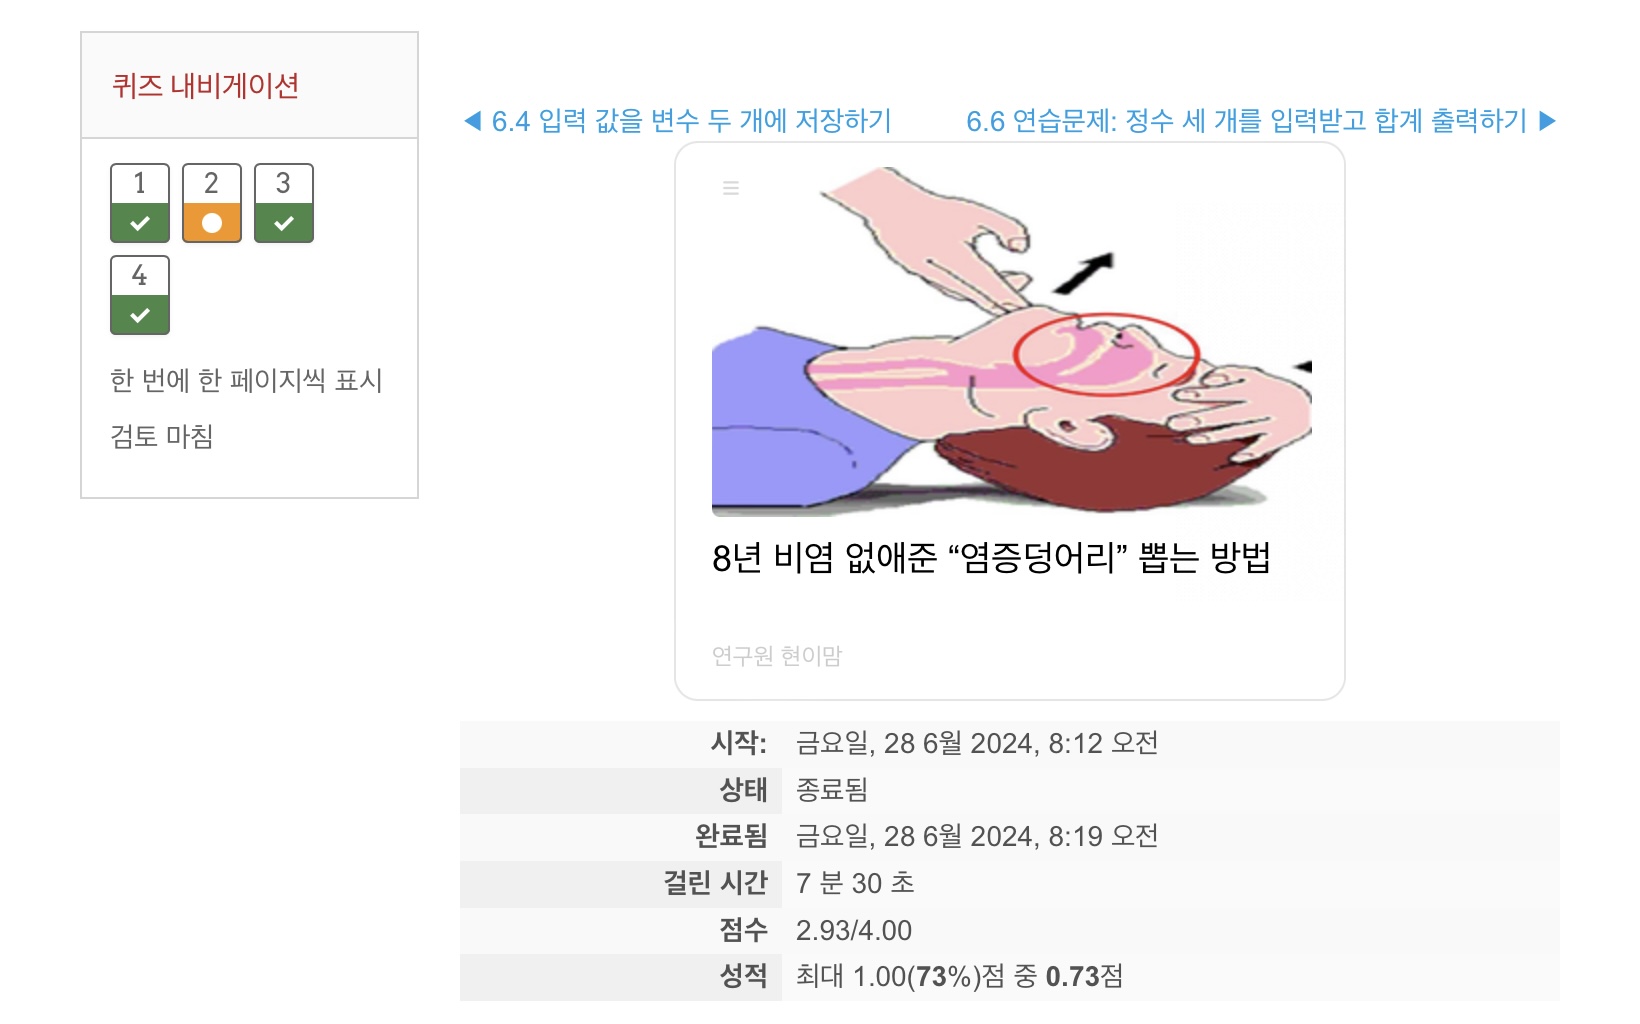 퀴즈 내비게이션
1 2 3
4
한 번에 한 페이지씩 표시
검토 마침
◀ 6.4 입력 값을 변수 두 개에 저장하기 6.6 연습문제: 정수 세 개를 입력받고 합계 출력하기 ▶
8년 비염 없애준 “염증덩어리” 뽑는 방법
연구원 현이맘
시작: 금요일, 28 6월 2024, 8:12 오전
상태 종료됨
완료됨 금요일, 28 6월 2024, 8:19 오전
걸린 시간 7 분 30 초
점수 2.93/4.00
성적 최대 1.00(73%)점 중 0.73점